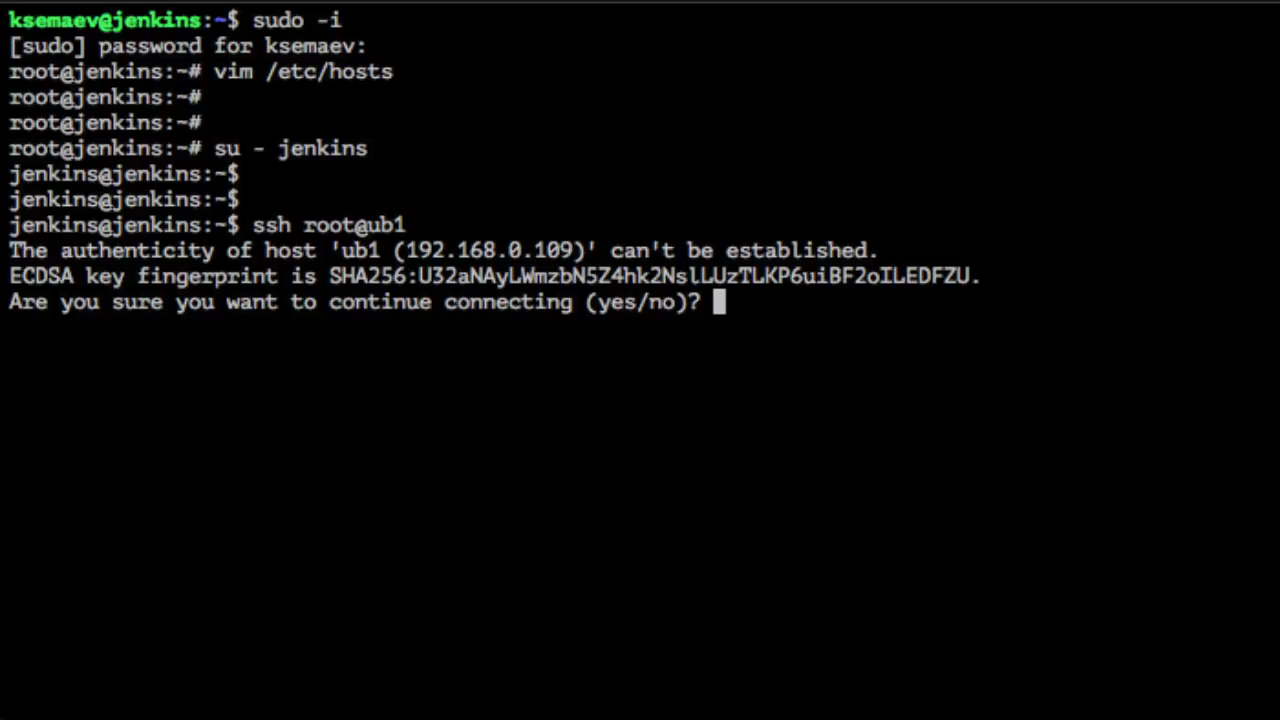 ksemaev@jenkins:~$ sudo -i
[sudo] password for ksemaev:
root@jenkins:~# vim /etc/hosts
root@jenkins:~#
root@jenkins:~#
root@jenkins:~# su - jenkins
jenkins@jenkins:~$
jenkins@jenkins:~$
jenkins@jenkins:~$ ssh root@ub1
The authenticity of host 'ub1 (192.168.0.109)' can't be established.
ECDSA key fingerprint is SHA256:U32aNAyLWmzbN5Z4hk2NslLUzTLKP6uiBF2oILEDFZU.
Are you sure you want to continue connecting (yes/no)?